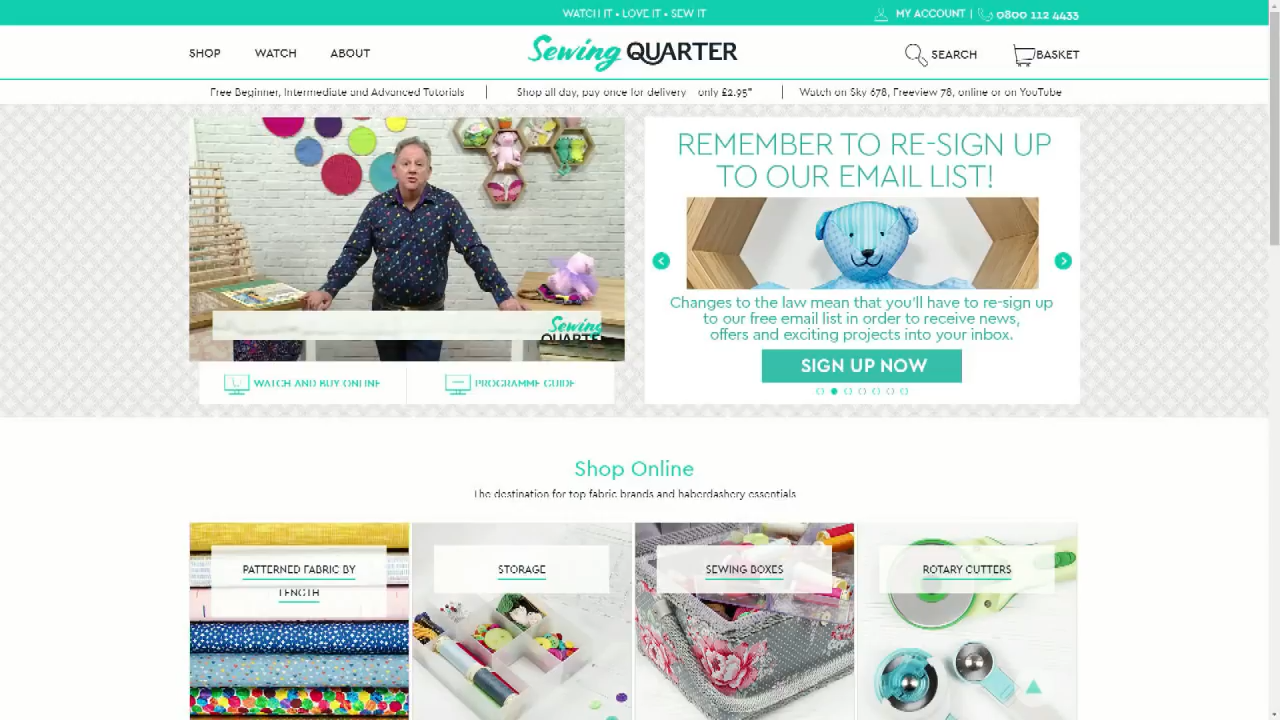 WATCH IT • LOVE IT • SEW IT
MY ACCOUNT | 0800 112 4433
SHOP WATCH ABOUT
Sewing QUARTER
SEARCH BASKET
Free Beginner, Intermediate and Advanced Tutorials | Shop all day, pay once for delivery only £2.95* | Watch on Sky 678, Freeview 78, online or on YouTube
Sewing
QUARTER
WATCH AND BUY ONLINE
PROGRAMME GUIDE
REMEMBER TO RE-SIGN UP
TO OUR EMAIL LIST!
Changes to the law mean that you'll have to re-sign up
to our free email list in order to receive news,
offers and exciting projects into your inbox.
SIGN UP NOW
Shop Online
The destination for top fabric brands and haberdashery essentials
PATTERNED FABRIC BY
LENGTH
STORAGE
SEWING BOXES
ROTARY CUTTERS